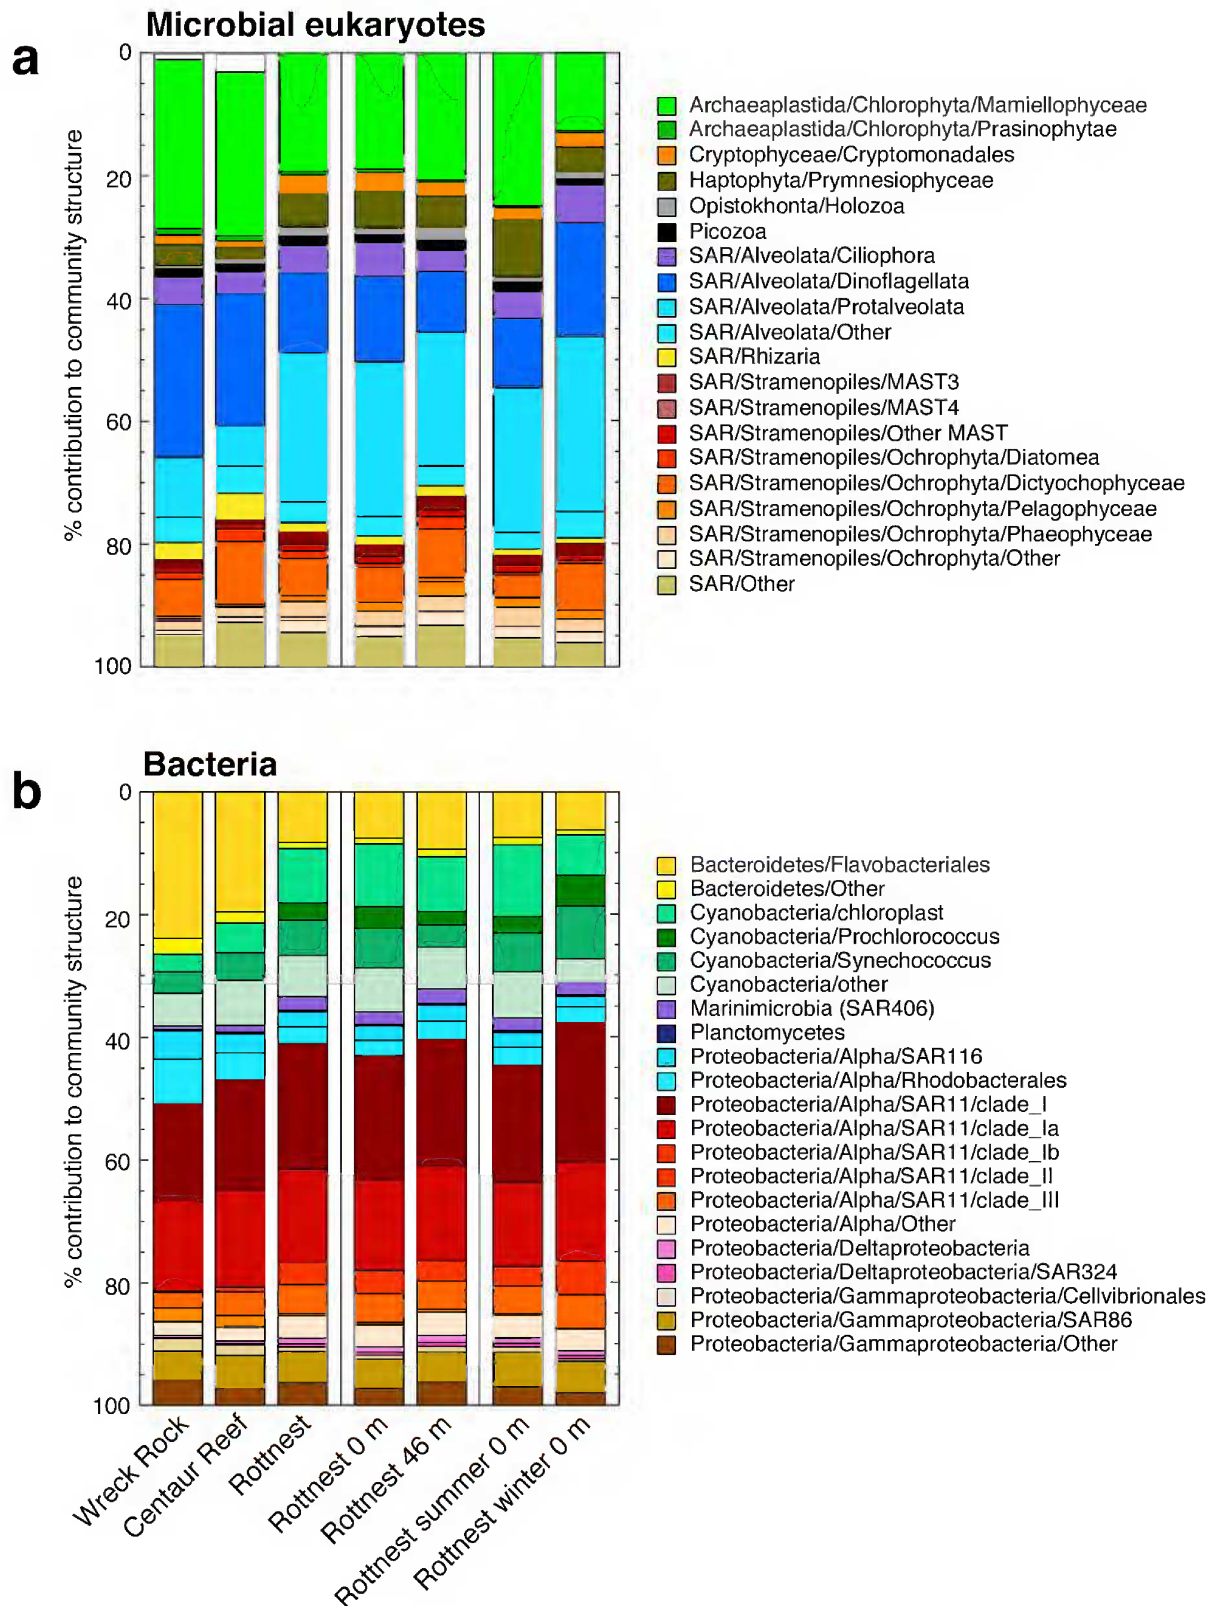 Microbial eukaryotes
a
0
20
40
60
80
100
% contribution to community structure
Archaeaplastida/Chlorophyta/Mamiellophyceae
Archaeaplastida/Chlorophyta/Prasinophytae
Cryptophyceae/Cryptomonadales
Haptophyta/Prymnesiophyceae
Opistokhonta/Holozoa
Picozoa
SAR/Alveolata/Ciliophora
SAR/Alveolata/Dinoflagellata
SAR/Alveolata/Protalveolata
SAR/Alveolata/Other
SAR/Rhizaria
SAR/Stramenopiles/MAST3
SAR/Stramenopiles/MAST4
SAR/Stramenopiles/Other MAST
SAR/Stramenopiles/Ochrophyta/Diatomea
SAR/Stramenopiles/Ochrophyta/Dictyochophyceae
SAR/Stramenopiles/Ochrophyta/Pelagophyceae
SAR/Stramenopiles/Ochrophyta/Phaeophyceae
SAR/Stramenopiles/Ochrophyta/Other
SAR/Other
Bacteria
b
0
20
40
60
80
100
% contribution to community structure
Bacteroidetes/Flavobacteriales
Bacteroidetes/Other
Cyanobacteria/chloroplast
Cyanobacteria/Prochlorococcus
Cyanobacteria/Synechococcus
Cyanobacteria/other
Marinimicrobia (SAR406)
Planctomycetes
Proteobacteria/Alpha/SAR116
Proteobacteria/Alpha/Rhodobacterales
Proteobacteria/Alpha/SAR11/clade_I
Proteobacteria/Alpha/SAR11/clade_Ia
Proteobacteria/Alpha/SAR11/clade_Ib
Proteobacteria/Alpha/SAR11/clade_II
Proteobacteria/Alpha/SAR11/clade_III
Proteobacteria/Alpha/Other
Proteobacteria/Deltaproteobacteria
Proteobacteria/Deltaproteobacteria/SAR324
Proteobacteria/Gammaproteobacteria/Cellvibrionales
Proteobacteria/Gammaproteobacteria/SAR86
Proteobacteria/Gammaproteobacteria/Other
Wreck Rock
Centaur Reef
Rottnest
Rottnest 0 m
Rottnest 46 m
Rottnest summer 0 m
Rottnest winter 0 m